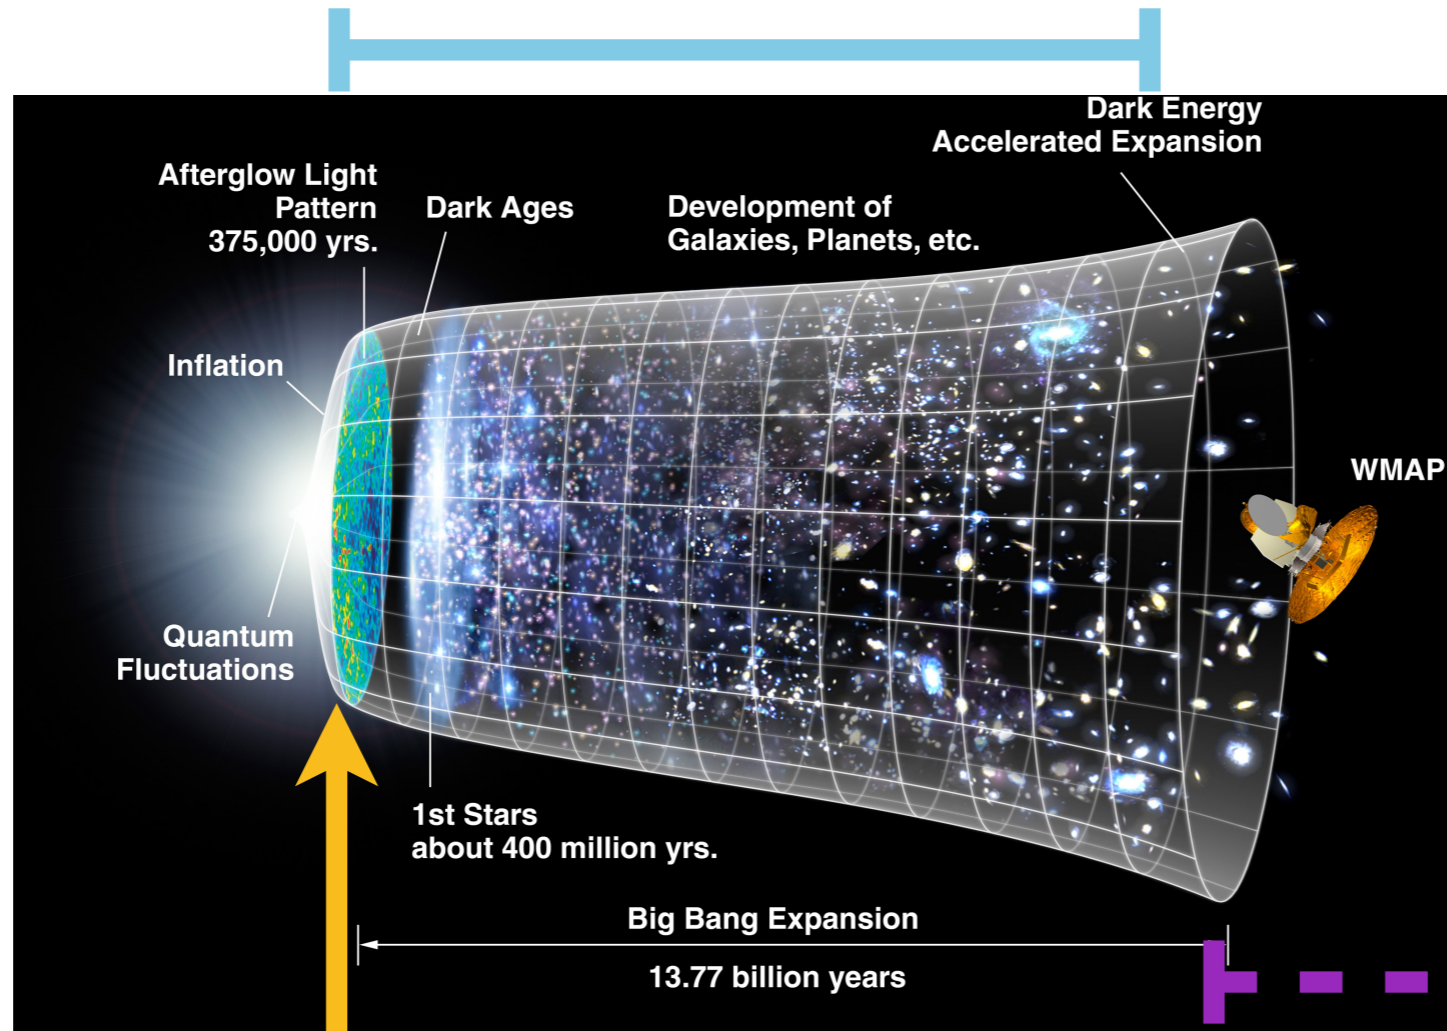 Dark Energy
Accelerated Expansion
Afterglow Light
Pattern
375,000 yrs.
Dark Ages
Development of
Galaxies, Planets, etc.
Inflation
WMAP
Quantum
Fluctuations
1st Stars
about 400 million yrs.
Big Bang Expansion
13.77 billion years